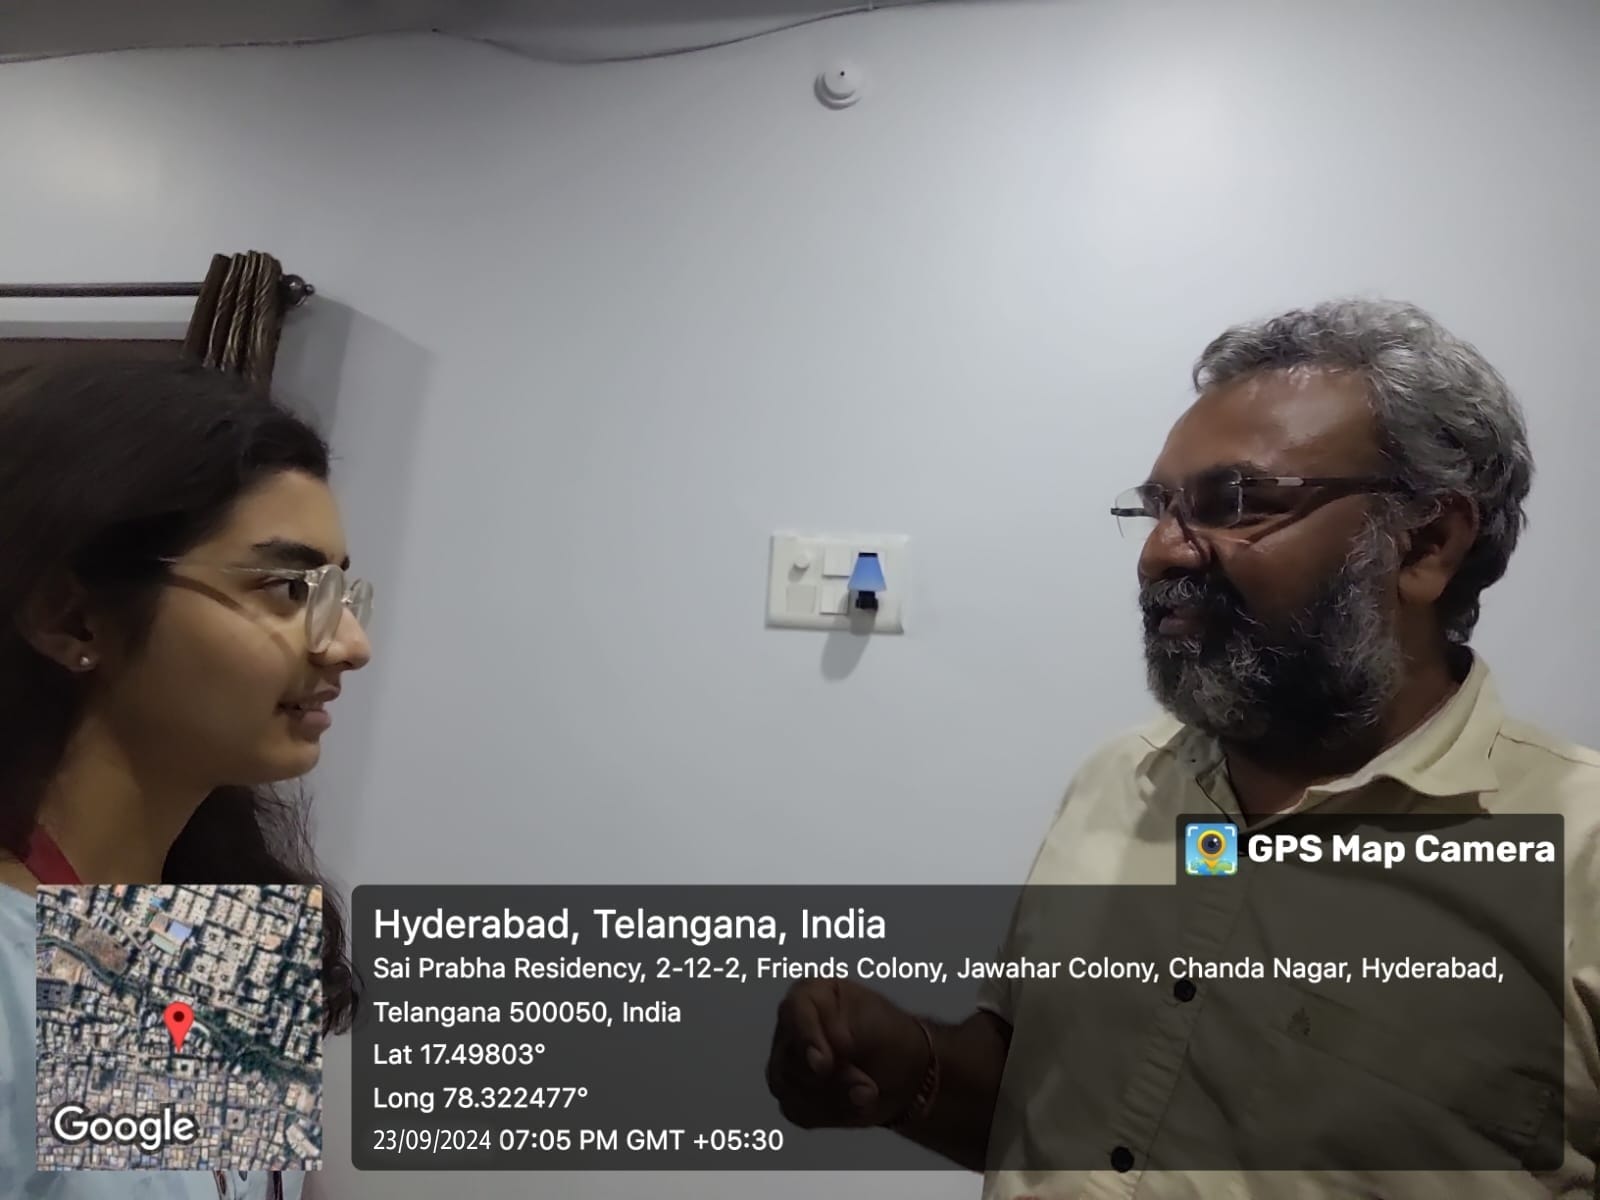 GPS Map Camera
Hyderabad, Telangana, India
Sai Prabha Residency, 2-12-2, Friends Colony, Jawahar Colony, Chanda Nagar, Hyderabad,
Telangana 500050, India
Lat 17.49803°
Long 78.322477°
23/09/2024 07:05 PM GMT +05:30
Google